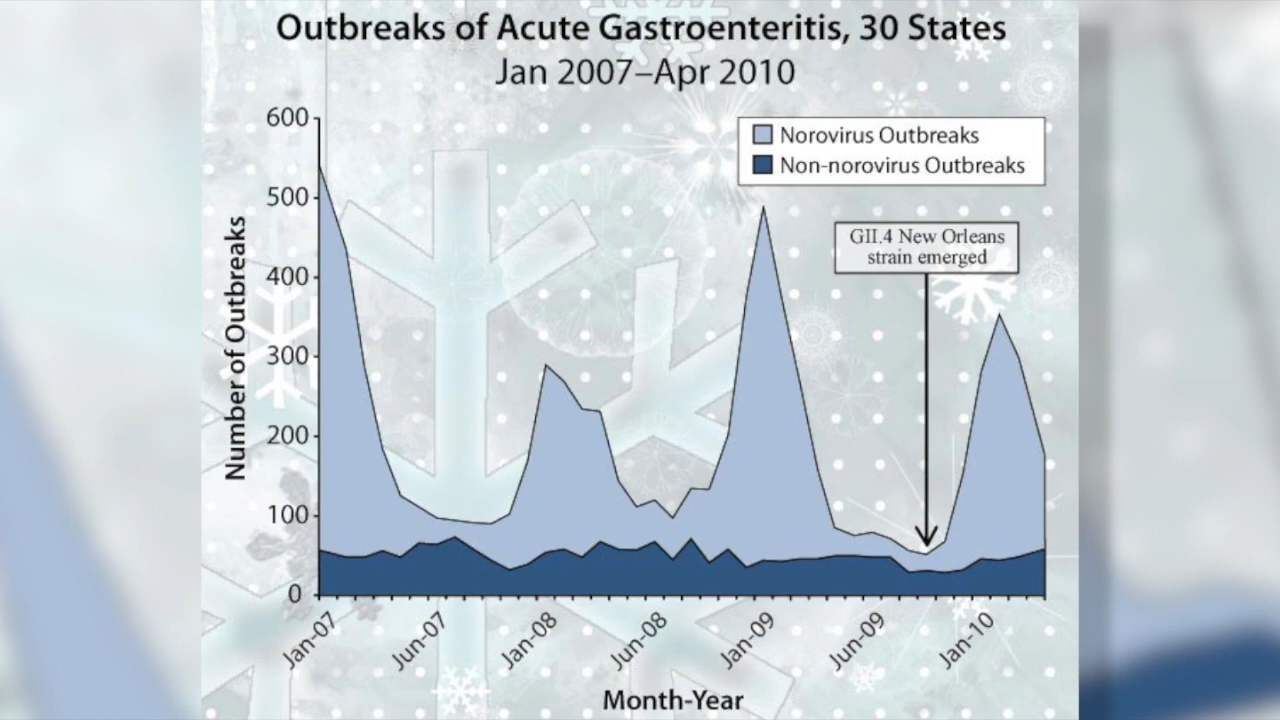 Outbreaks of Acute Gastroenteritis, 30 States
Jan 2007–Apr 2010
600
500
400
300
200
100
0
Number of Outbreaks
Norovirus Outbreaks
Non-norovirus Outbreaks
GII.4 New Orleans
strain emerged
Jan-07
Jun-07
Jan-08
Jun-08
Jan-09
Jun-09
Jan-10
Month-Year